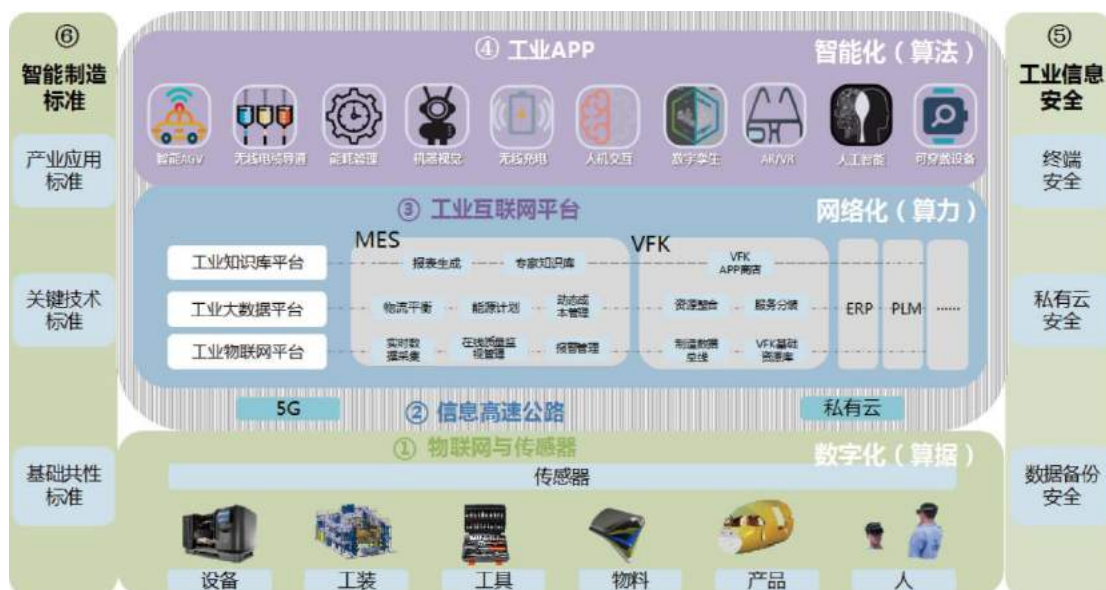 ⑥
智能制造
标准
产业应用
标准
关键技术
标准
基础共性
标准
④ 工业APP
智能化（算法）
智能AGV
无线电领导道
能耗管理
机器视觉
无线充电
人机交互
数字孪生
AR/VR
人工智能
可穿戴设备
③ 工业互联网平台
网络化（算力）
MES
VFK
工业知识库平台
报表生成
专家知识库
VFK
APP商店
工业大数据平台
物流平衡
能源计划
动态成
本管理
资源整合
服务分装
ERP
PLM
......
工业物联网平台
实时数
据采集
在线质量监
视管理
报警管理
制造数据
总线
VFK基础
资源库
5G
② 信息高速公路
私有云
① 物联网与传感器
数字化（算据）
传感器
设备
工装
工具
物料
产品
人
⑤
工业信息
安全
终端
安全
私有云
安全
数据备份
安全